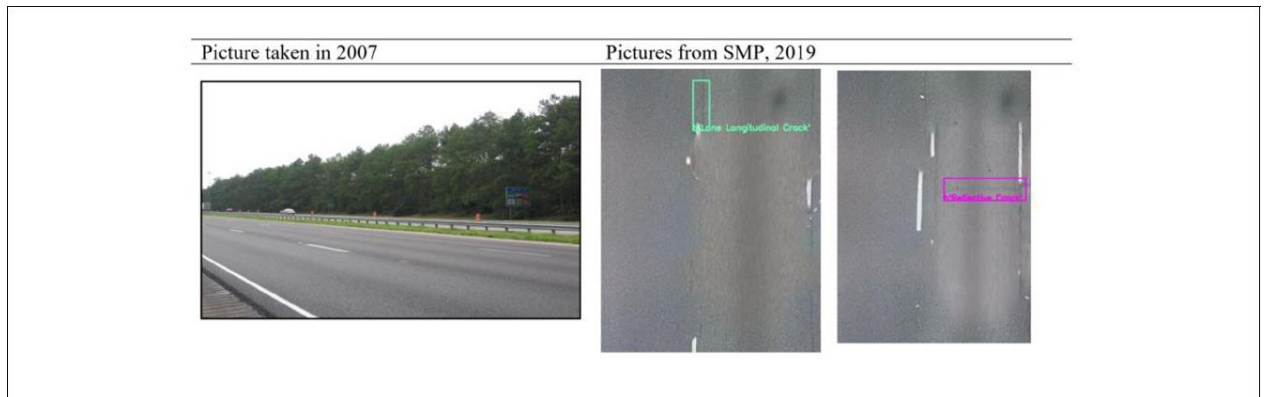 Picture taken in 2007
Pictures from SMP, 2019
b'Lane Longitudinal Crack'
b'Reflective Crack'